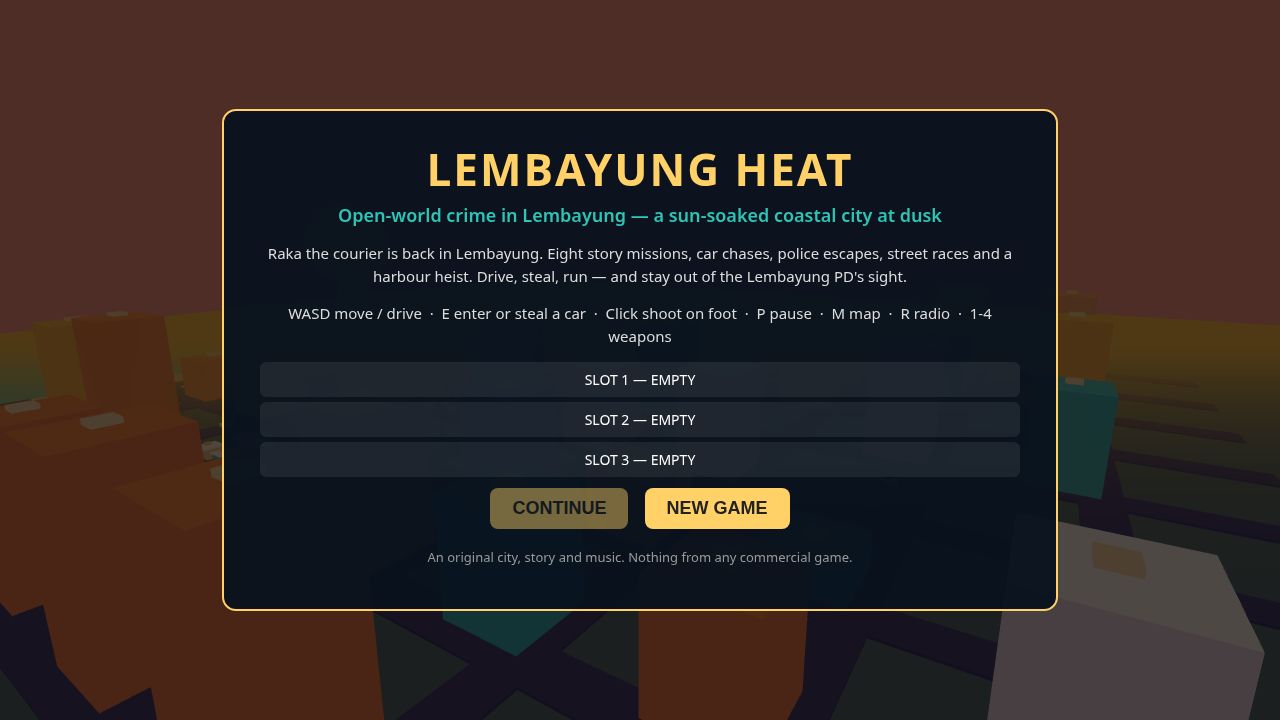 LEMBAYUNG HEAT
Open-world crime in Lembayung — a sun-soaked coastal city at dusk
Raka the courier is back in Lembayung. Eight story missions, car chases, police escapes, street races and a
harbour heist. Drive, steal, run — and stay out of the Lembayung PD's sight.
WASD move / drive · E enter or steal a car · Click shoot on foot · P pause · M map · R radio · 1-4
weapons
SLOT 1 — EMPTY
SLOT 2 — EMPTY
SLOT 3 — EMPTY
CONTINUE NEW GAME
An original city, story and music. Nothing from any commercial game.